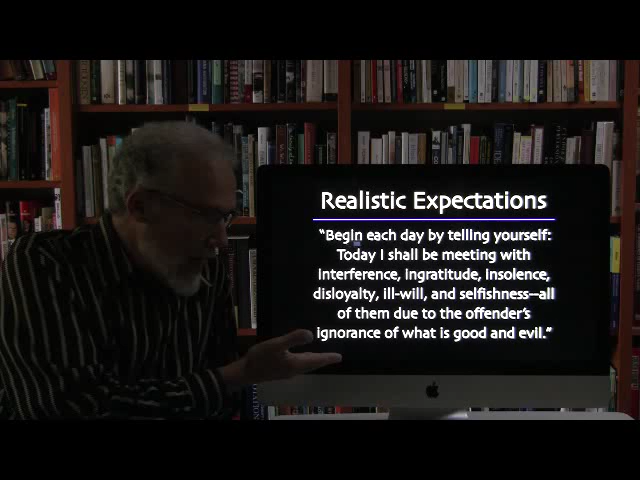 Realistic Expectations
“Begin each day by telling yourself:
Today I shall be meeting with
interference, ingratitude, insolence,
disloyalty, ill-will, and selfishness—all
of them due to the offender’s
ignorance of what is good and evil.”